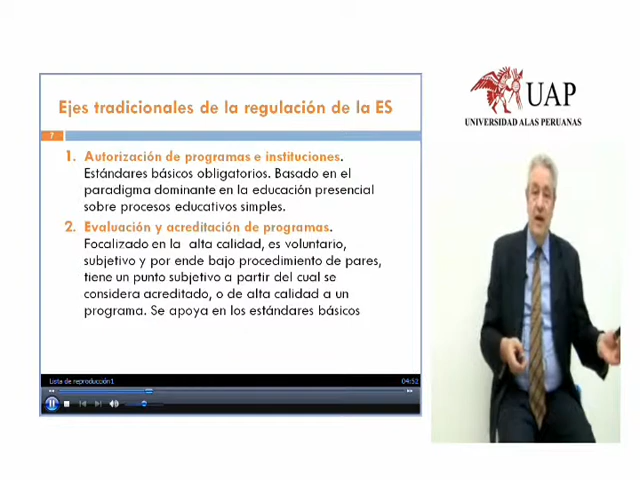 Ejes tradicionales de la regulación de la ES
7
1. Autorización de programas e instituciones.
Estándares básicos obligatorios. Basado en el
paradigma dominante en la educación presencial
sobre procesos educativos simples.
2. Evaluación y acreditación de programas.
Focalizado en la alta calidad, es voluntario,
subjetivo y por ende bajo procedimiento de pares,
tiene un punto subjetivo a partir del cual se
considera acreditado, o de alta calidad a un
programa. Se apoya en los estándares básicos
Lista de reproducción1
04:52
UAP
UNIVERSIDAD ALAS PERUANAS